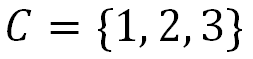 C = {1, 2, 3}